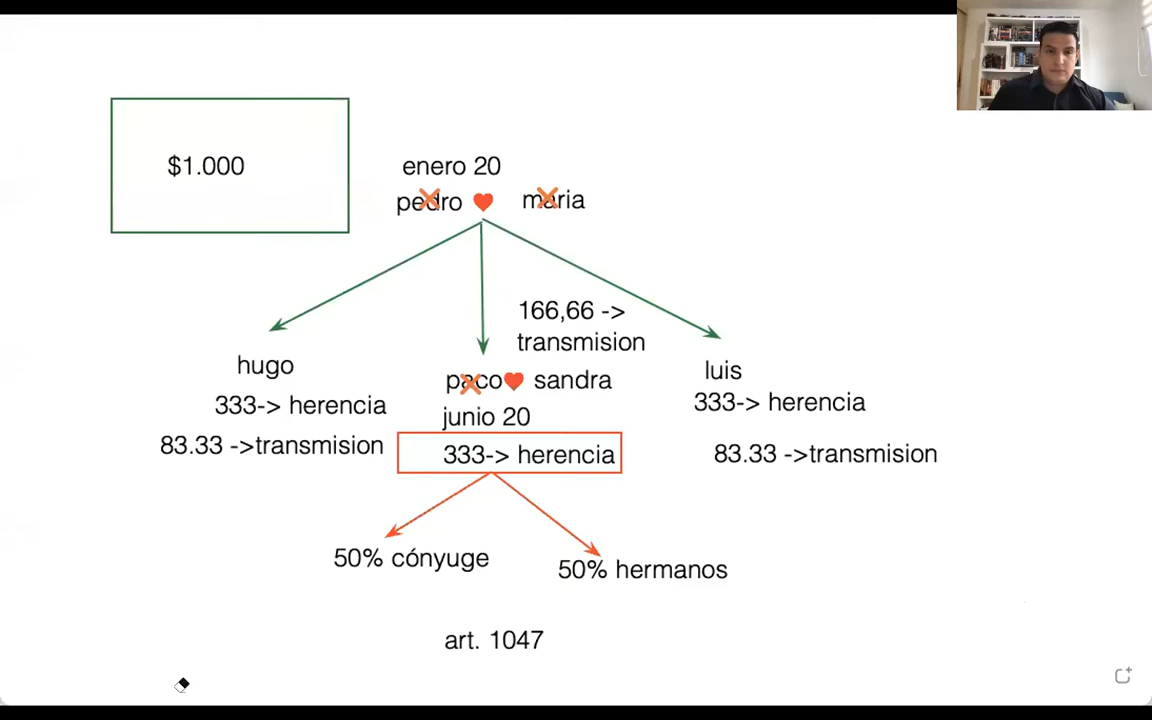 $1.000
enero 20
pedro maria
166,66 ->
transmision
hugo
333-> herencia
83.33 ->transmision
paco sandra
junio 20
333-> herencia
luis
333-> herencia
83.33 ->transmision
50% cónyuge
50% hermanos
art. 1047